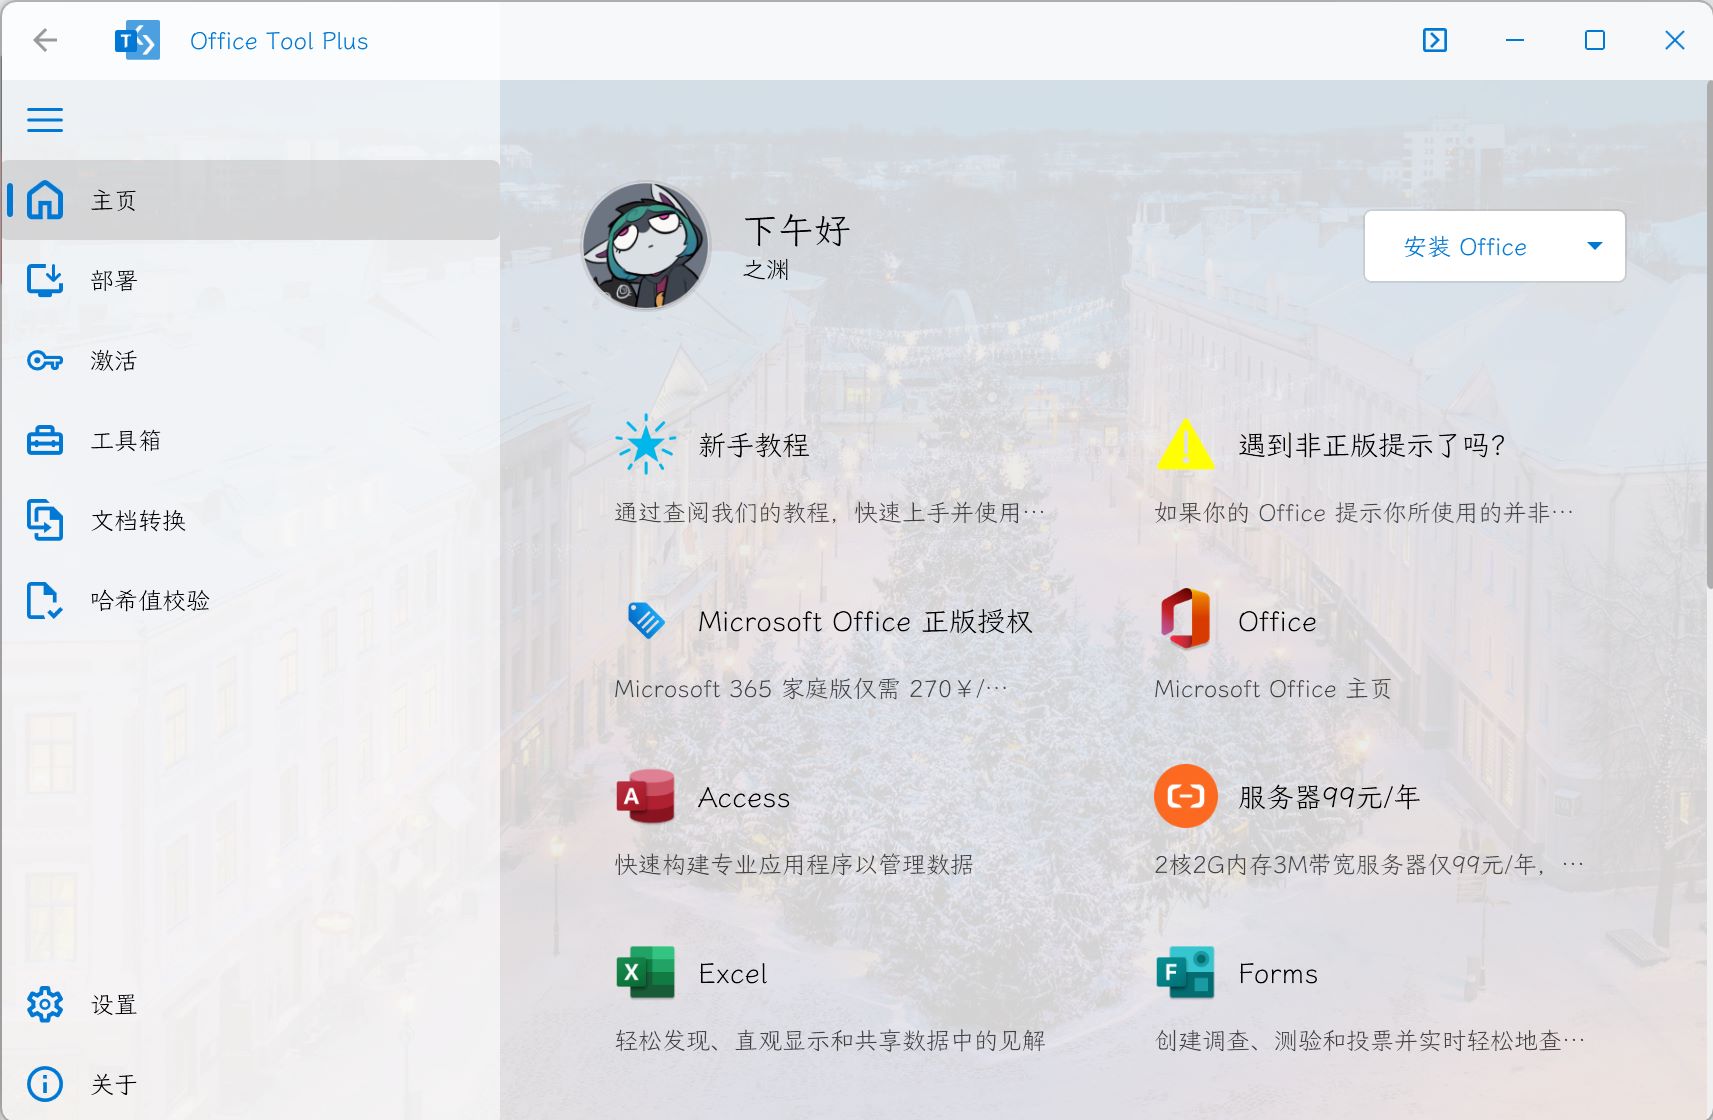 Office Tool Plus
主页
部署
激活
工具箱
文档转换
哈希值校验
设置
关于
下午好
之渊
安装 Office
新手教程
通过查阅我们的教程，快速上手并使用…
遇到非正版提示了吗？
如果你的 Office 提示你所使用的并非…
Microsoft Office 正版授权
Microsoft 365 家庭版仅需 270￥/…
Office
Microsoft Office 主页
Access
快速构建专业应用程序以管理数据
服务器99元/年
2核2G内存3M带宽服务器仅99元/年，…
Excel
轻松发现、直观显示和共享数据中的见解
Forms
创建调查、测验和投票并实时轻松地查…